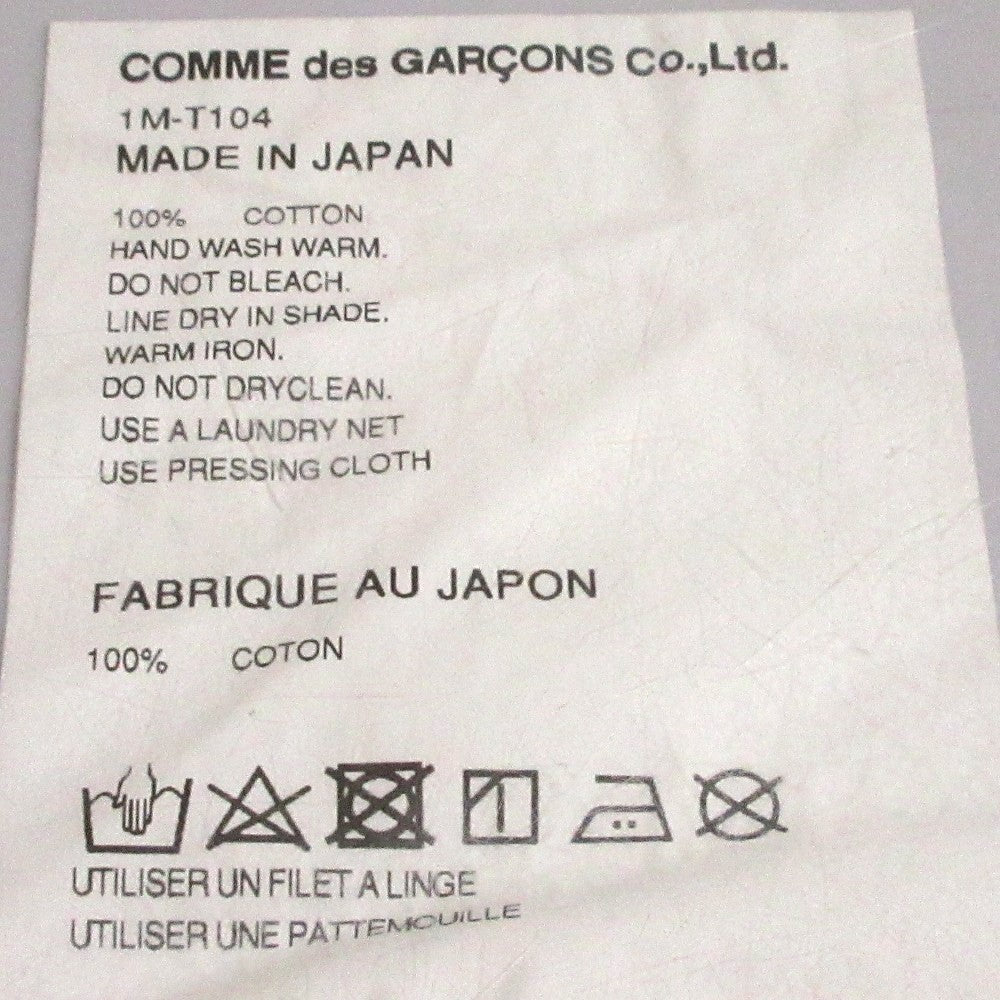 COMME des GARÇONS Co.,Ltd.
1M-T104
MADE IN JAPAN
100% COTTON
HAND WASH WARM.
DO NOT BLEACH.
LINE DRY IN SHADE.
WARM IRON.
DO NOT DRYCLEAN.
USE A LAUNDRY NET
USE PRESSING CLOTH
FABRIQUE AU JAPON
100% COTON
UTILISER UN FILET A LINGE
UTILISER UNE PATTEMOUILLE